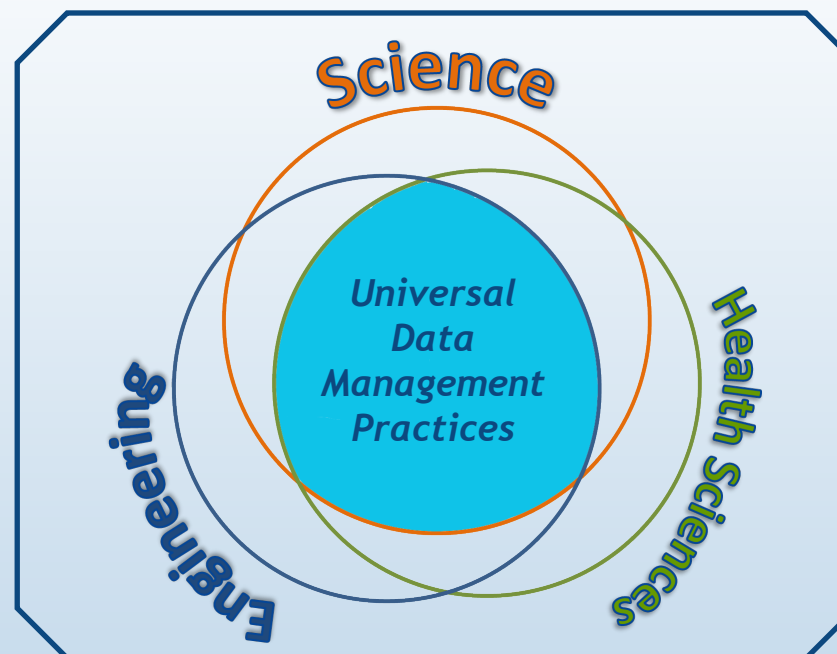 Science
Universal
Data
Management
Practices
Engineering
Health Sciences